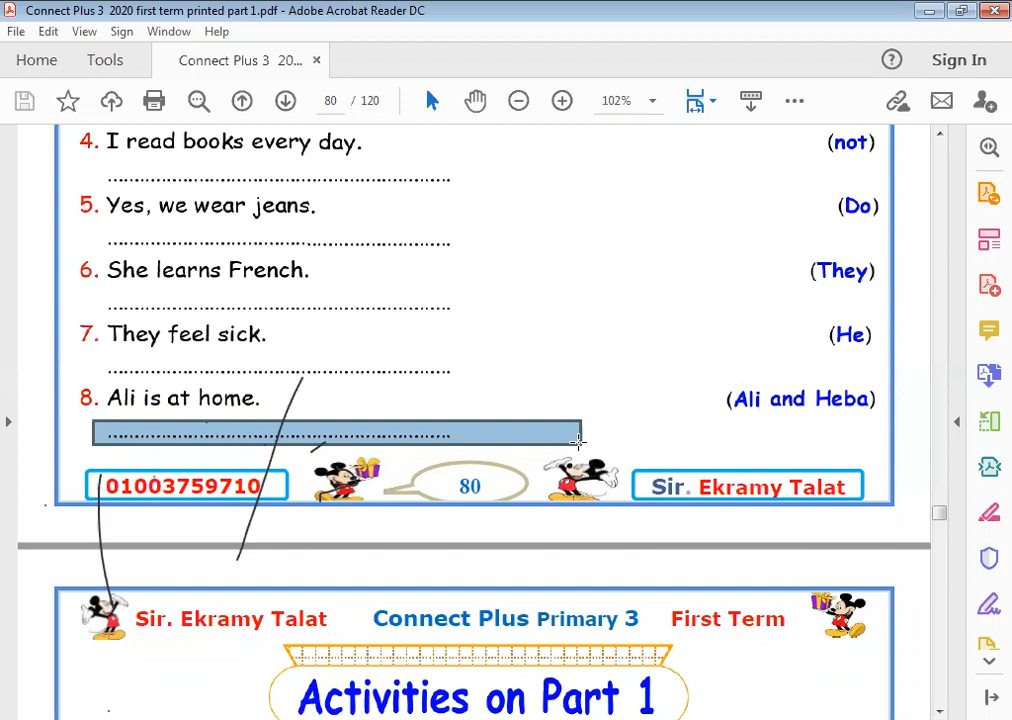 Connect Plus 3  2020 first term printed part 1.pdf - Adobe Acrobat Reader DC
File Edit View Sign Window Help
Home Tools Connect Plus 3  20... × Sign In
80 / 120 102%
4. I read books every day. (not)
................................................................
5. Yes, we wear jeans. (Do)
................................................................
6. She learns French. (They)
................................................................
7. They feel sick. (He)
................................................................
8. Ali is at home. (Ali and Heba)
................................................................
01003759710 80 Sir. Ekramy Talat
Sir. Ekramy Talat Connect Plus Primary 3 First Term
Activities on Part 1